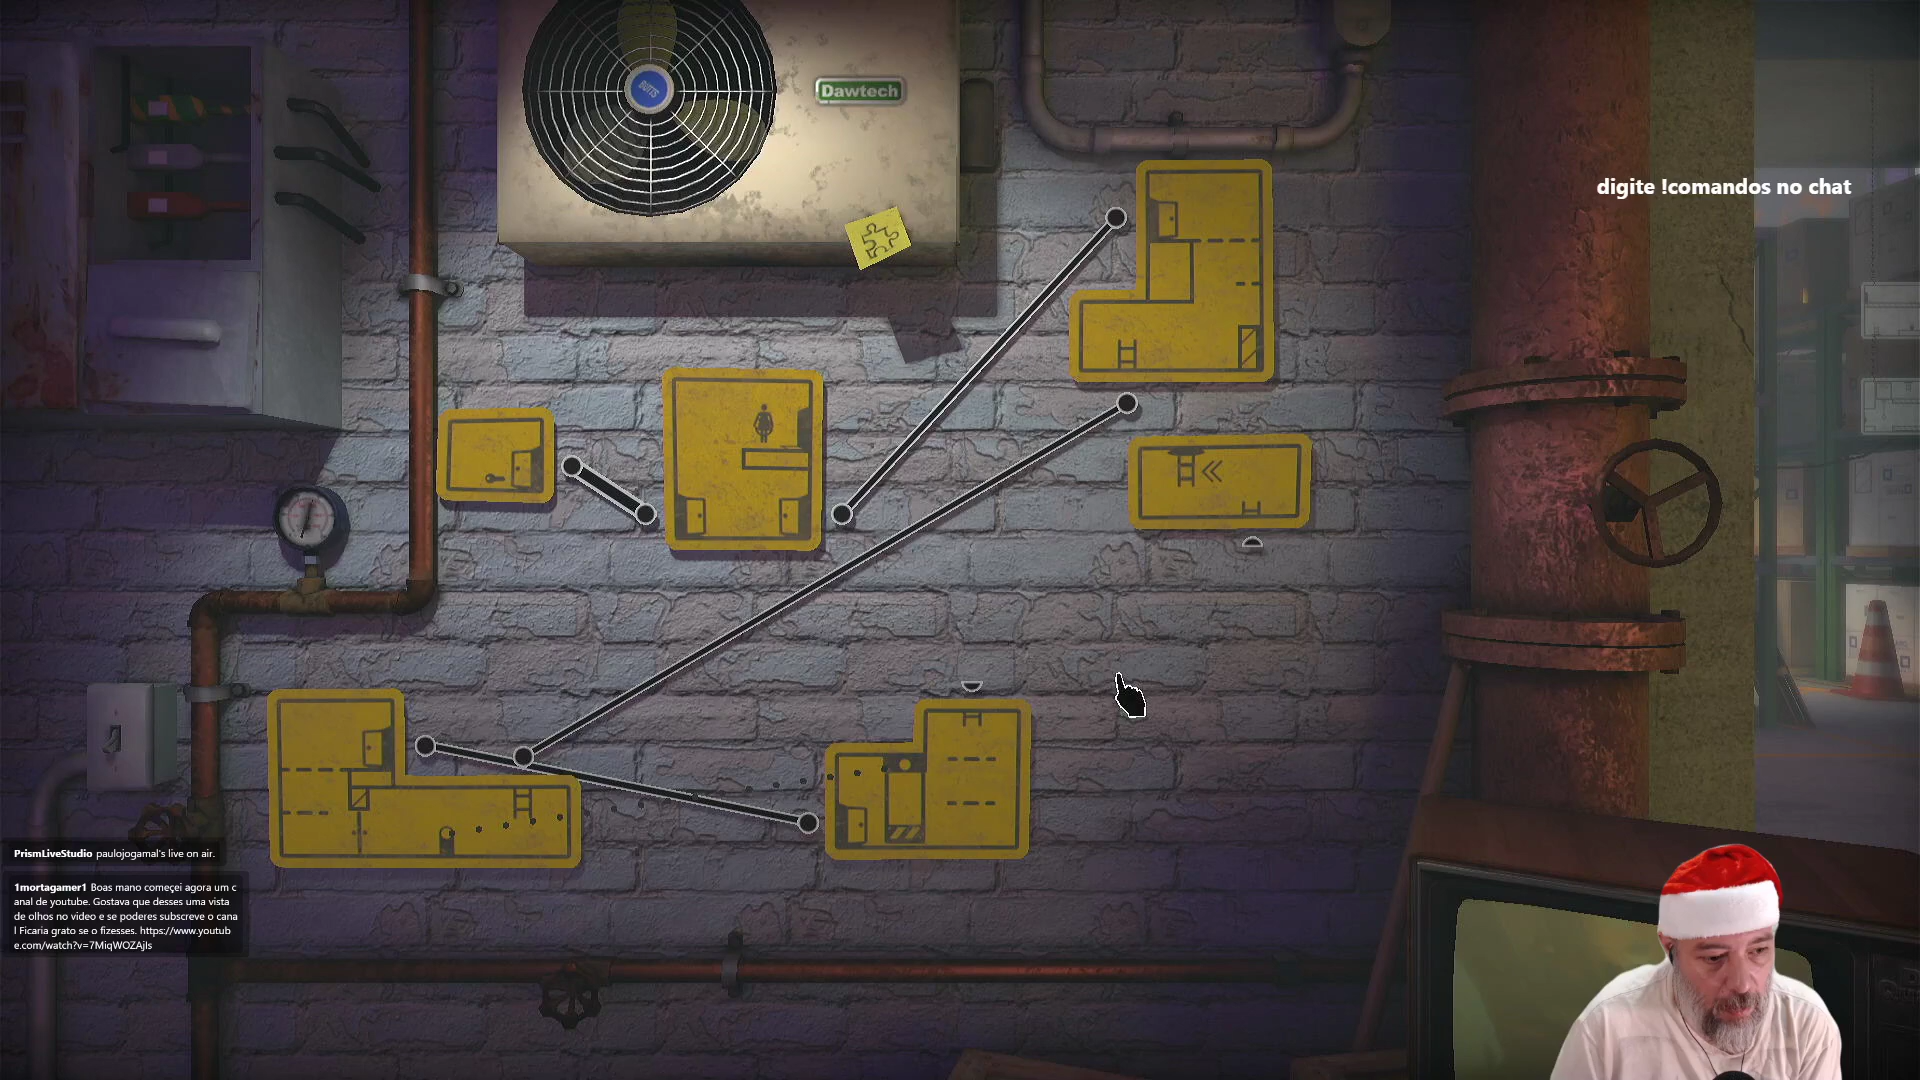 BUTTS
Dawtech
digite !comandos no chat
PrismLiveStudio paulojogamal's live on air.
1mortagamer1 Boas mano começei agora um c
anal de youtube. Gostava que desses uma vista
de olhos no video e se poderes subscreve o cana
l Ficaria grato se o fizesses. https://www.youtub
e.com/watch?v=7MiqWOZAjls